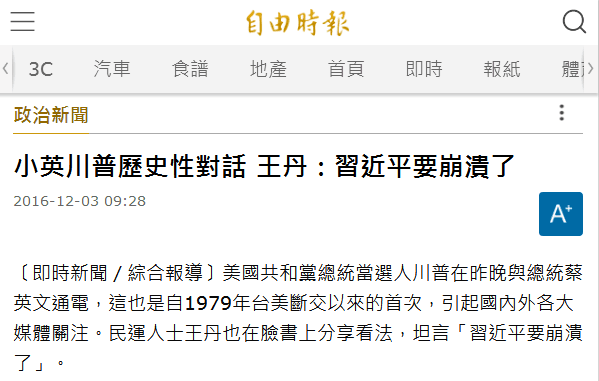 自由時報
3C 汽車 食譜 地產 首頁 即時 報紙
政治新聞
小英川普歷史性對話 王丹：習近平要崩潰了
2016-12-03 09:28
A+
〔即時新聞／綜合報導〕美國共和黨總統當選人川普在昨晚與總統蔡
英文通電，這也是自1979年台美斷交以來的首次，引起國內外各大
媒體關注。民運人士王丹也在臉書上分享看法，坦言「習近平要崩潰
了」。